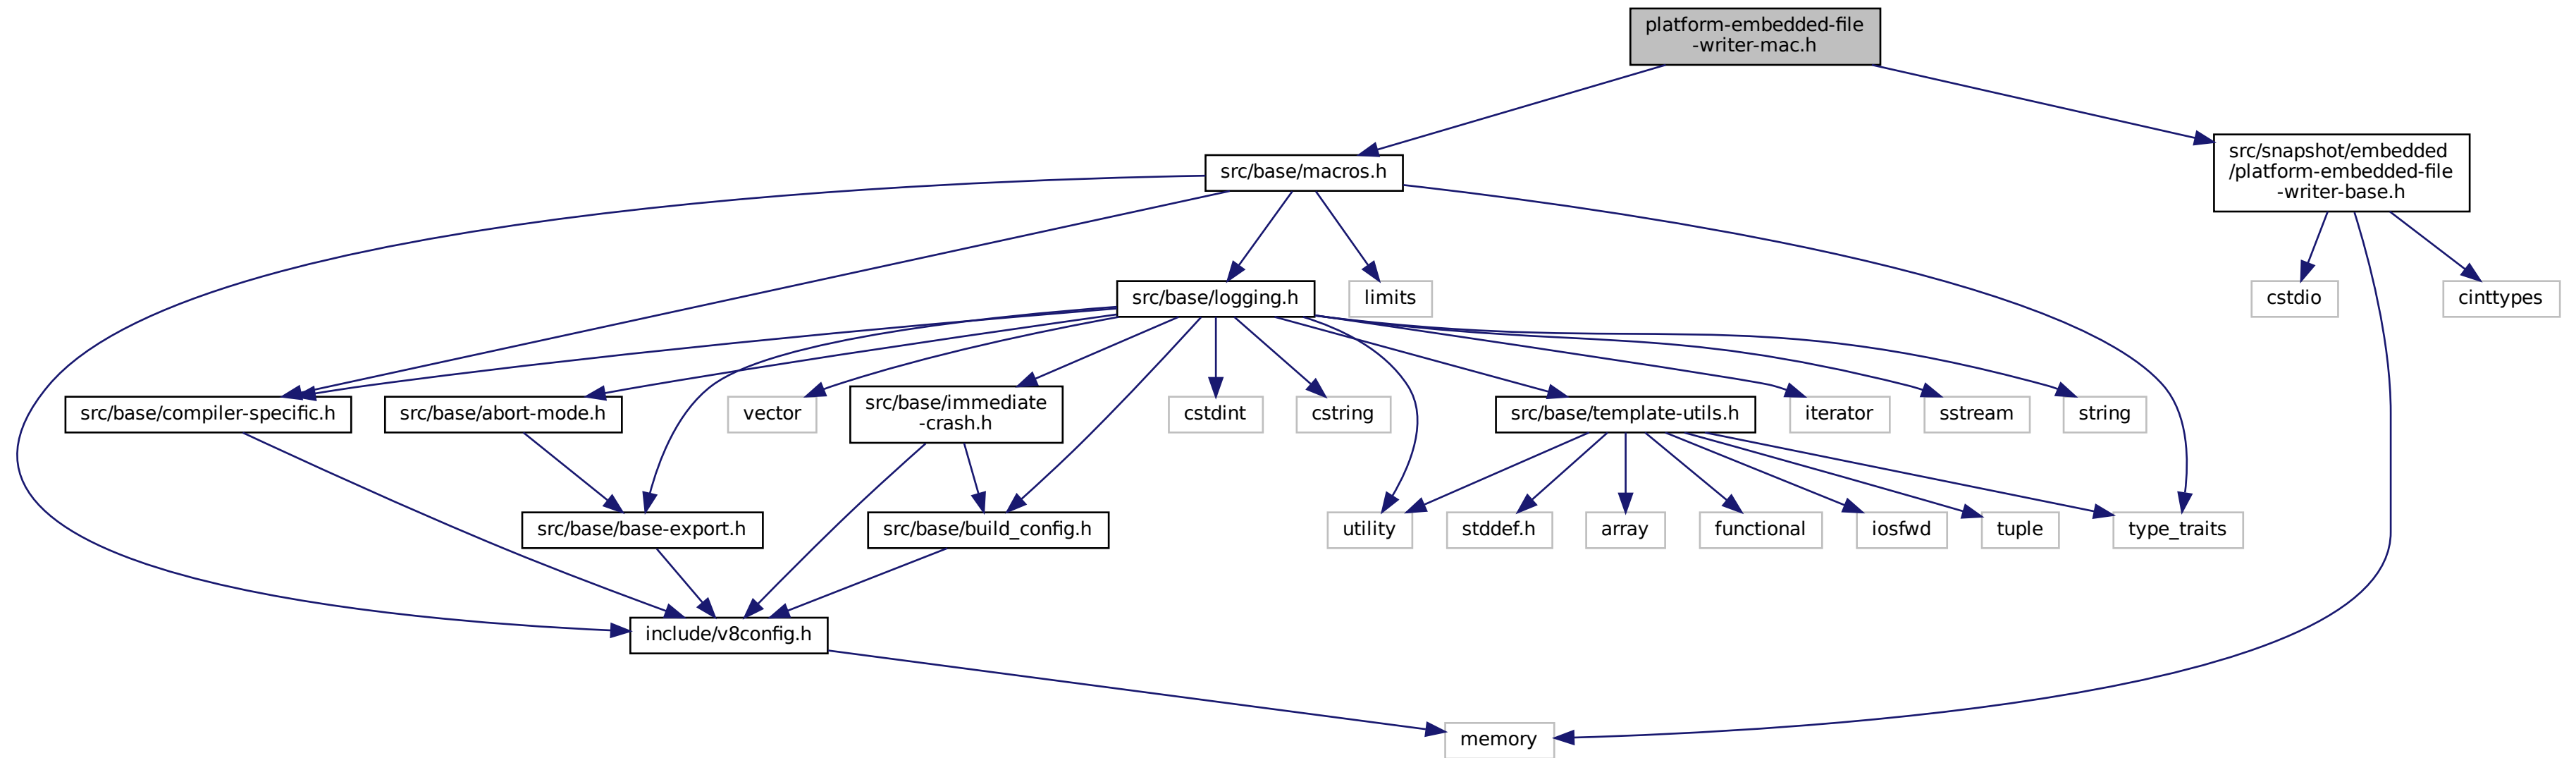 platform-embedded-file
-writer-mac.h
src/base/macros.h
src/snapshot/embedded
/platform-embedded-file
-writer-base.h
src/base/logging.h
limits
cstdio
cinttypes
src/base/compiler-specific.h
src/base/abort-mode.h
vector
src/base/immediate
-crash.h
cstdint
cstring
src/base/template-utils.h
iterator
sstream
string
src/base/base-export.h
src/base/build_config.h
utility
stddef.h
array
functional
iosfwd
tuple
type_traits
include/v8config.h
memory